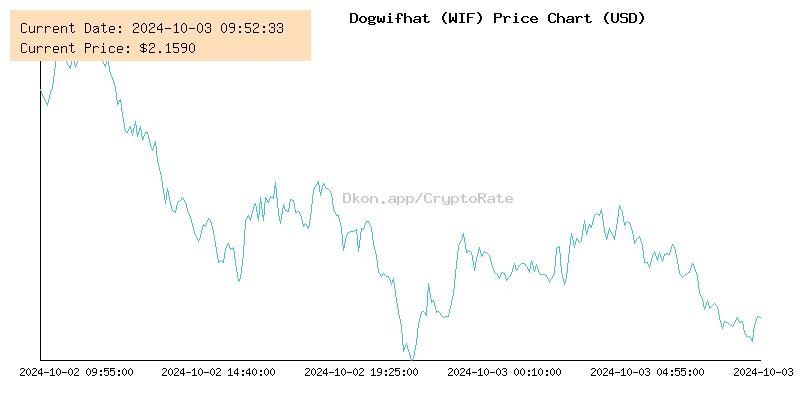 Dogwifhat (WIF) Price Chart (USD)
Current Date: 2024-10-03 09:52:33
Current Price: $2.1590
Dkon.app/CryptoRate
2024-10-02 09:55:00
2024-10-02 14:40:00
2024-10-02 19:25:00
2024-10-03 00:10:00
2024-10-03 04:55:00
2024-10-03